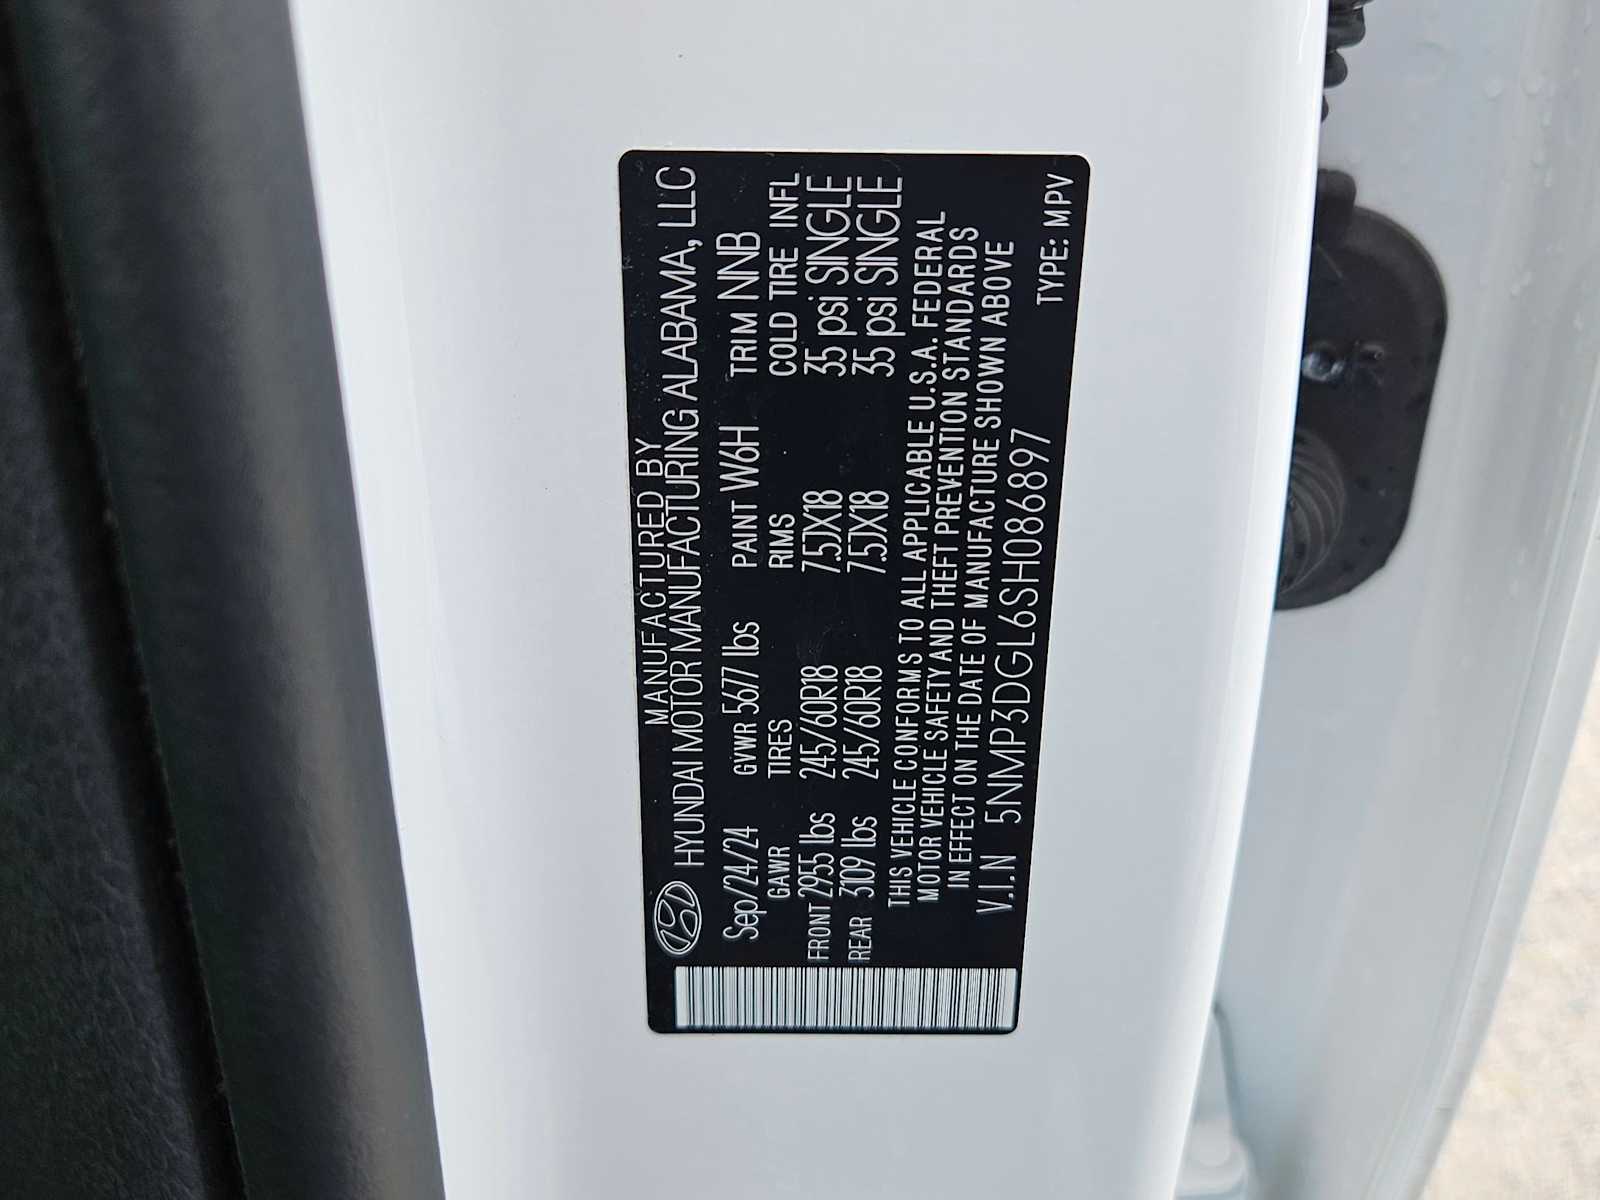 MANUFACTURED BY
HYUNDAI MOTOR MANUFACTURING ALABAMA, LLC
Sep/24/24 GVWR 5677 lbs PAINT W6H TRIM NNB
GAWR TIRES RIMS COLD TIRE INFL
FRONT 2955 lbs 245/60R18 7.5JX18 35 psi SINGLE
REAR 3109 lbs 245/60R18 7.5JX18 35 psi SINGLE
THIS VEHICLE CONFORMS TO ALL APPLICABLE U.S.A. FEDERAL
MOTOR VEHICLE SAFETY AND THEFT PREVENTION STANDARDS
IN EFFECT ON THE DATE OF MANUFACTURE SHOWN ABOVE
V.I.N 5NMP3DGL6SH086897 TYPE: MPV